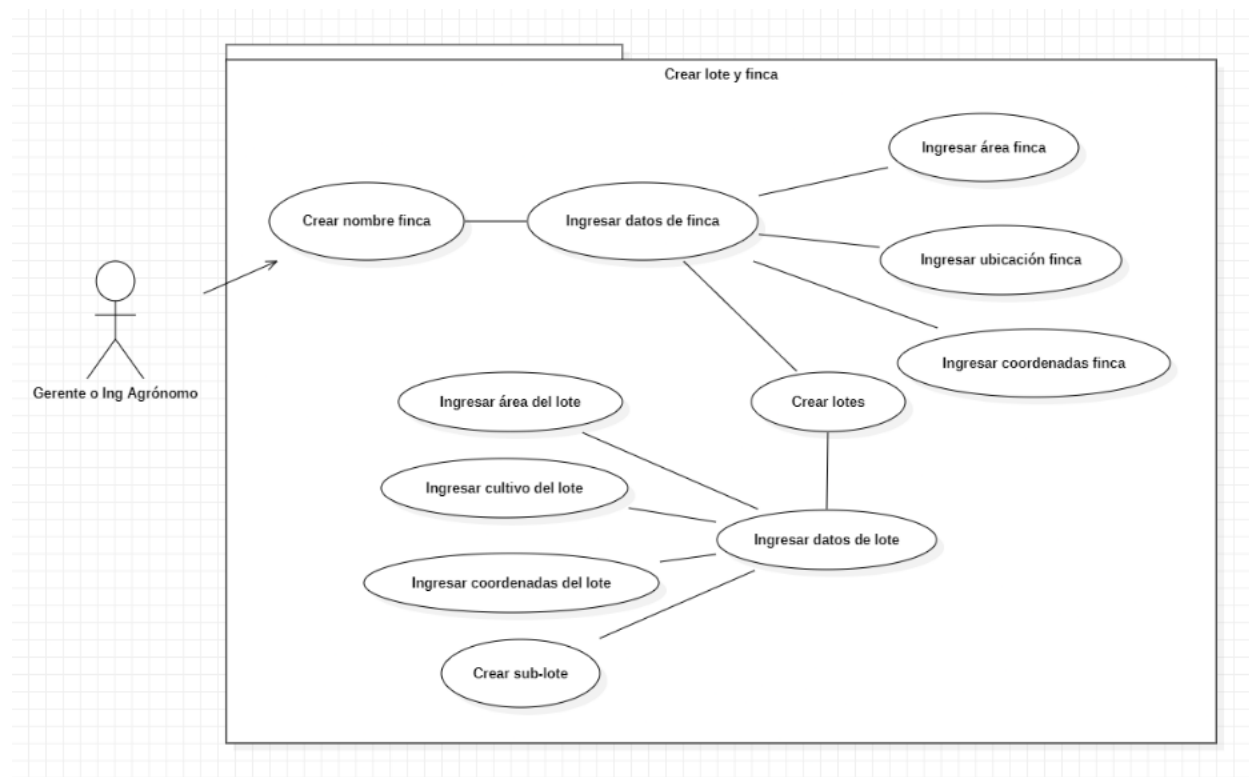 Crear lote y finca
Ingresar área finca
Crear nombre finca
Ingresar datos de finca
Ingresar ubicación finca
Ingresar coordenadas finca
Gerente o Ing Agrónomo
Ingresar área del lote
Crear lotes
Ingresar cultivo del lote
Ingresar datos de lote
Ingresar coordenadas del lote
Crear sub-lote